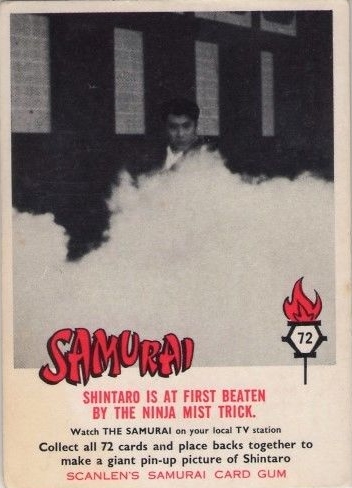 72
SAMURAI
SHINTARO IS AT FIRST BEATEN
BY THE NINJA MIST TRICK.
Watch THE SAMURAI on your local TV station
Collect all 72 cards and place backs together to
make a giant pin-up picture of Shintaro
SCANLEN'S SAMURAI CARD GUM